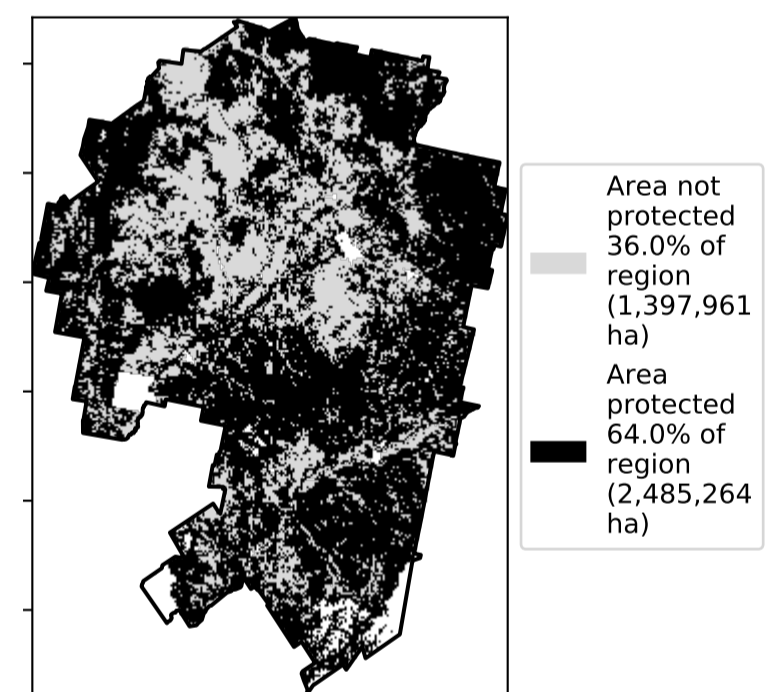 Area not
protected
36.0% of
region
(1,397,961
ha)
Area
protected
64.0% of
region
(2,485,264
ha)